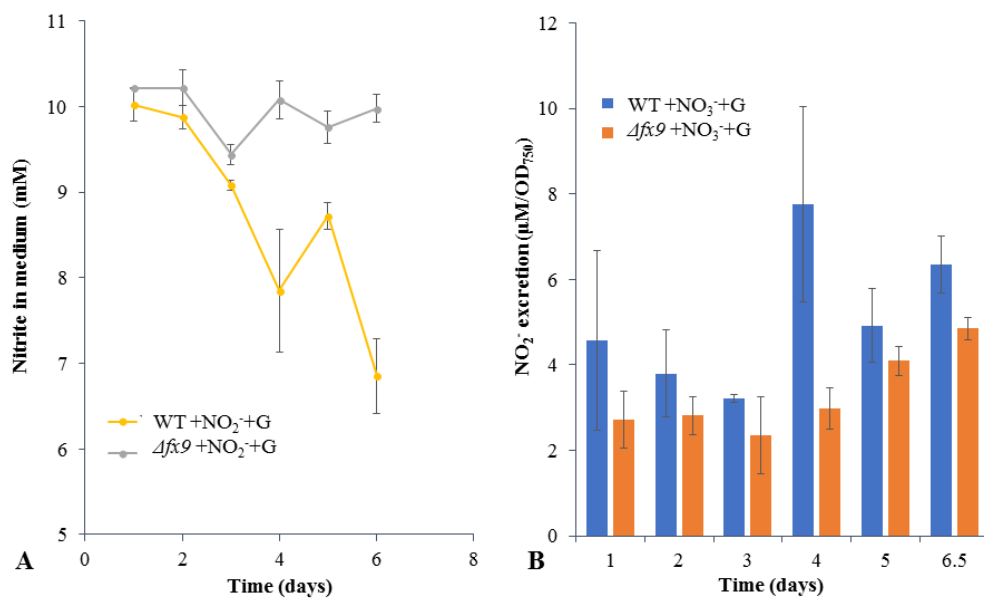 11
10
9
8
7
6
5
Nitrite in medium (mM)
WT +NO₂⁻+G
Δfx9 +NO₂⁻+G
0
2
4
6
8
Time (days)
A
12
10
8
6
4
2
0
NO₂⁻ excretion (µM/OD₇₅₀)
WT +NO₃⁻+G
Δfx9 +NO₃⁻+G
1
2
3
4
5
6.5
Time (days)
B